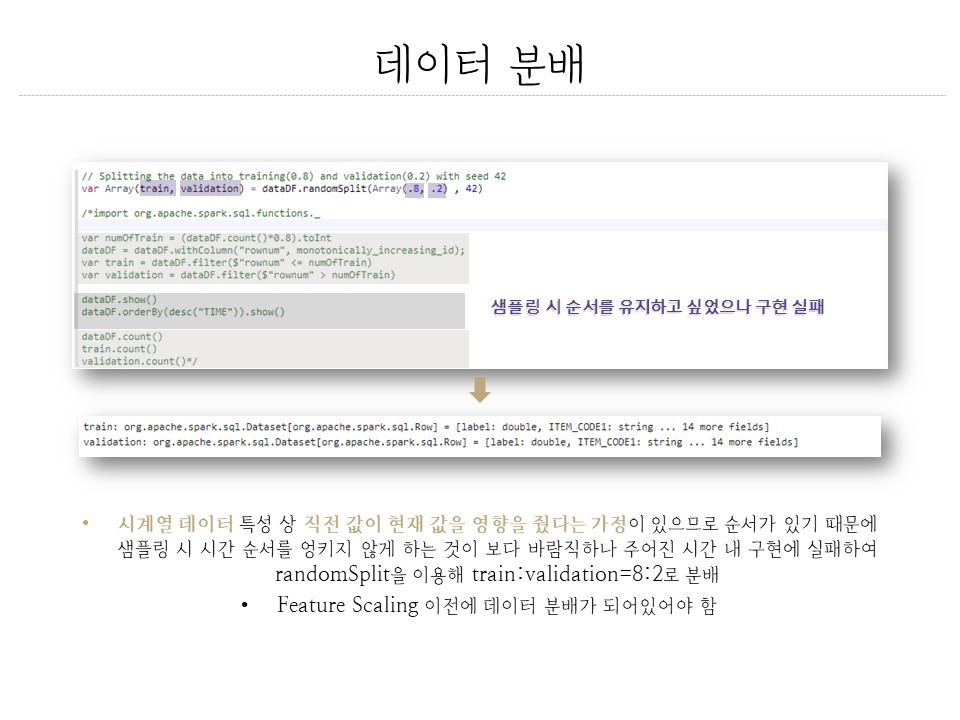 데이터 분배
// Splitting the data into training(0.8) and validation(0.2) with seed 42
var Array(train, validation) = dataDF.randomSplit(Array(.8, .2) , 42)
/*import org.apache.spark.sql.functions._
var numOfTrain = (dataDF.count()*0.8).toInt
dataDF = dataDF.withColumn("rownum", monotonically_increasing_id);
var train = dataDF.filter($"rownum" <= numOfTrain)
var validation = dataDF.filter($"rownum" > numOfTrain)
dataDF.show()
dataDF.orderBy(desc("TIME")).show()
샘플링 시 순서를 유지하고 싶었으나 구현 실패
dataDF.count()
train.count()
validation.count()*/
train: org.apache.spark.sql.Dataset[org.apache.spark.sql.Row] = [label: double, ITEM_CODE1: string ... 14 more fields]
validation: org.apache.spark.sql.Dataset[org.apache.spark.sql.Row] = [label: double, ITEM_CODE1: string ... 14 more fields]
• 시계열 데이터 특성 상 직전 값이 현재 값을 영향을 줬다는 가정이 있으므로 순서가 있기 때문에
샘플링 시 시간 순서를 엉키지 않게 하는 것이 보다 바람직하나 주어진 시간 내 구현에 실패하여
randomSplit을 이용해 train:validation=8:2로 분배
• Feature Scaling 이전에 데이터 분배가 되어있어야 함